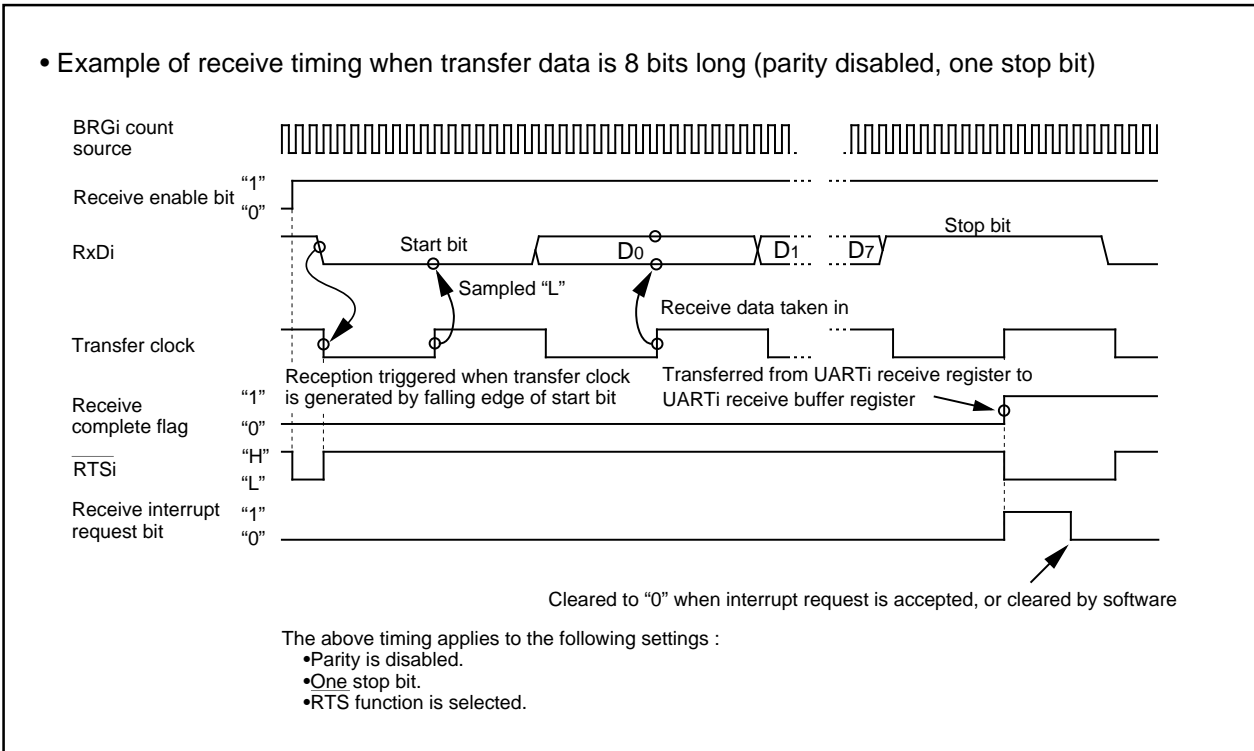 • Example of receive timing when transfer data is 8 bits long (parity disabled, one stop bit)
BRGi count
source
Receive enable bit
“1”
“0”
RxDi
Start bit
D0
D1
D7
Stop bit
Sampled “L”
Receive data taken in
Transfer clock
Reception triggered when transfer clock
is generated by falling edge of start bit
Transferred from UARTi receive register to
UARTi receive buffer register
Receive
complete flag
“1”
“0”
RTSi
“H”
“L”
Receive interrupt
request bit
“1”
“0”
Cleared to “0” when interrupt request is accepted, or cleared by software
The above timing applies to the following settings :
•Parity is disabled.
•One stop bit.
•RTS function is selected.